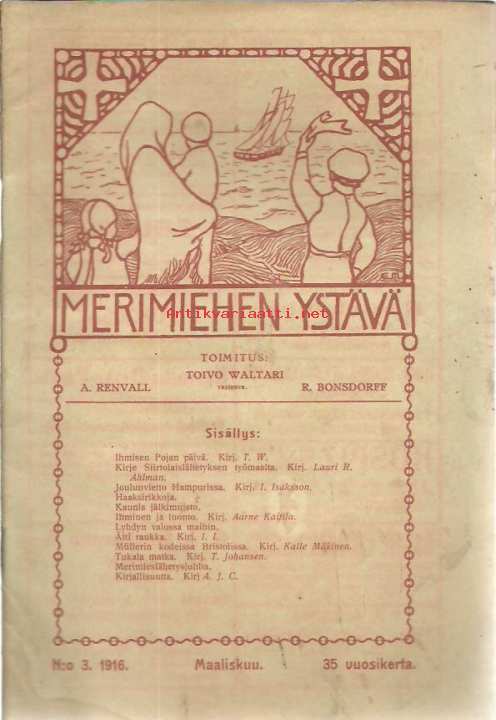 MERIMIEHEN YSTÄVÄ
Antikvariaatti.net
TOIMITUS:
TOIVO WALTARI
A. RENVALL R. BONSDORFF
Sisällys:
Ihmisen Pojan päivä. Kirj. T. W.
Kirje Siirtolaislähetyksen työmaalta. Kirj. Lauri R.
Ahlman.
Joulunvietto Hampurissa. Kirj. I. Isaksson.
Haaksirikkoja.
Kaunis jälkimuisto.
Ihminen ja luonto. Kirj. Aarne Kaitila.
Lyhdyn valossa maihin.
Äiti raukka. Kirj. I. I.
Müllerin kodeissa Bristolissa. Kirj. Kalle Mäkinen.
Tukala matka. Kirj. T. Johansen.
Merimieslähetysjuhlia.
Kirjallisuutta. Kirj A. J. C.
N:o 3. 1916. Maaliskuu. 35 vuosikerta.